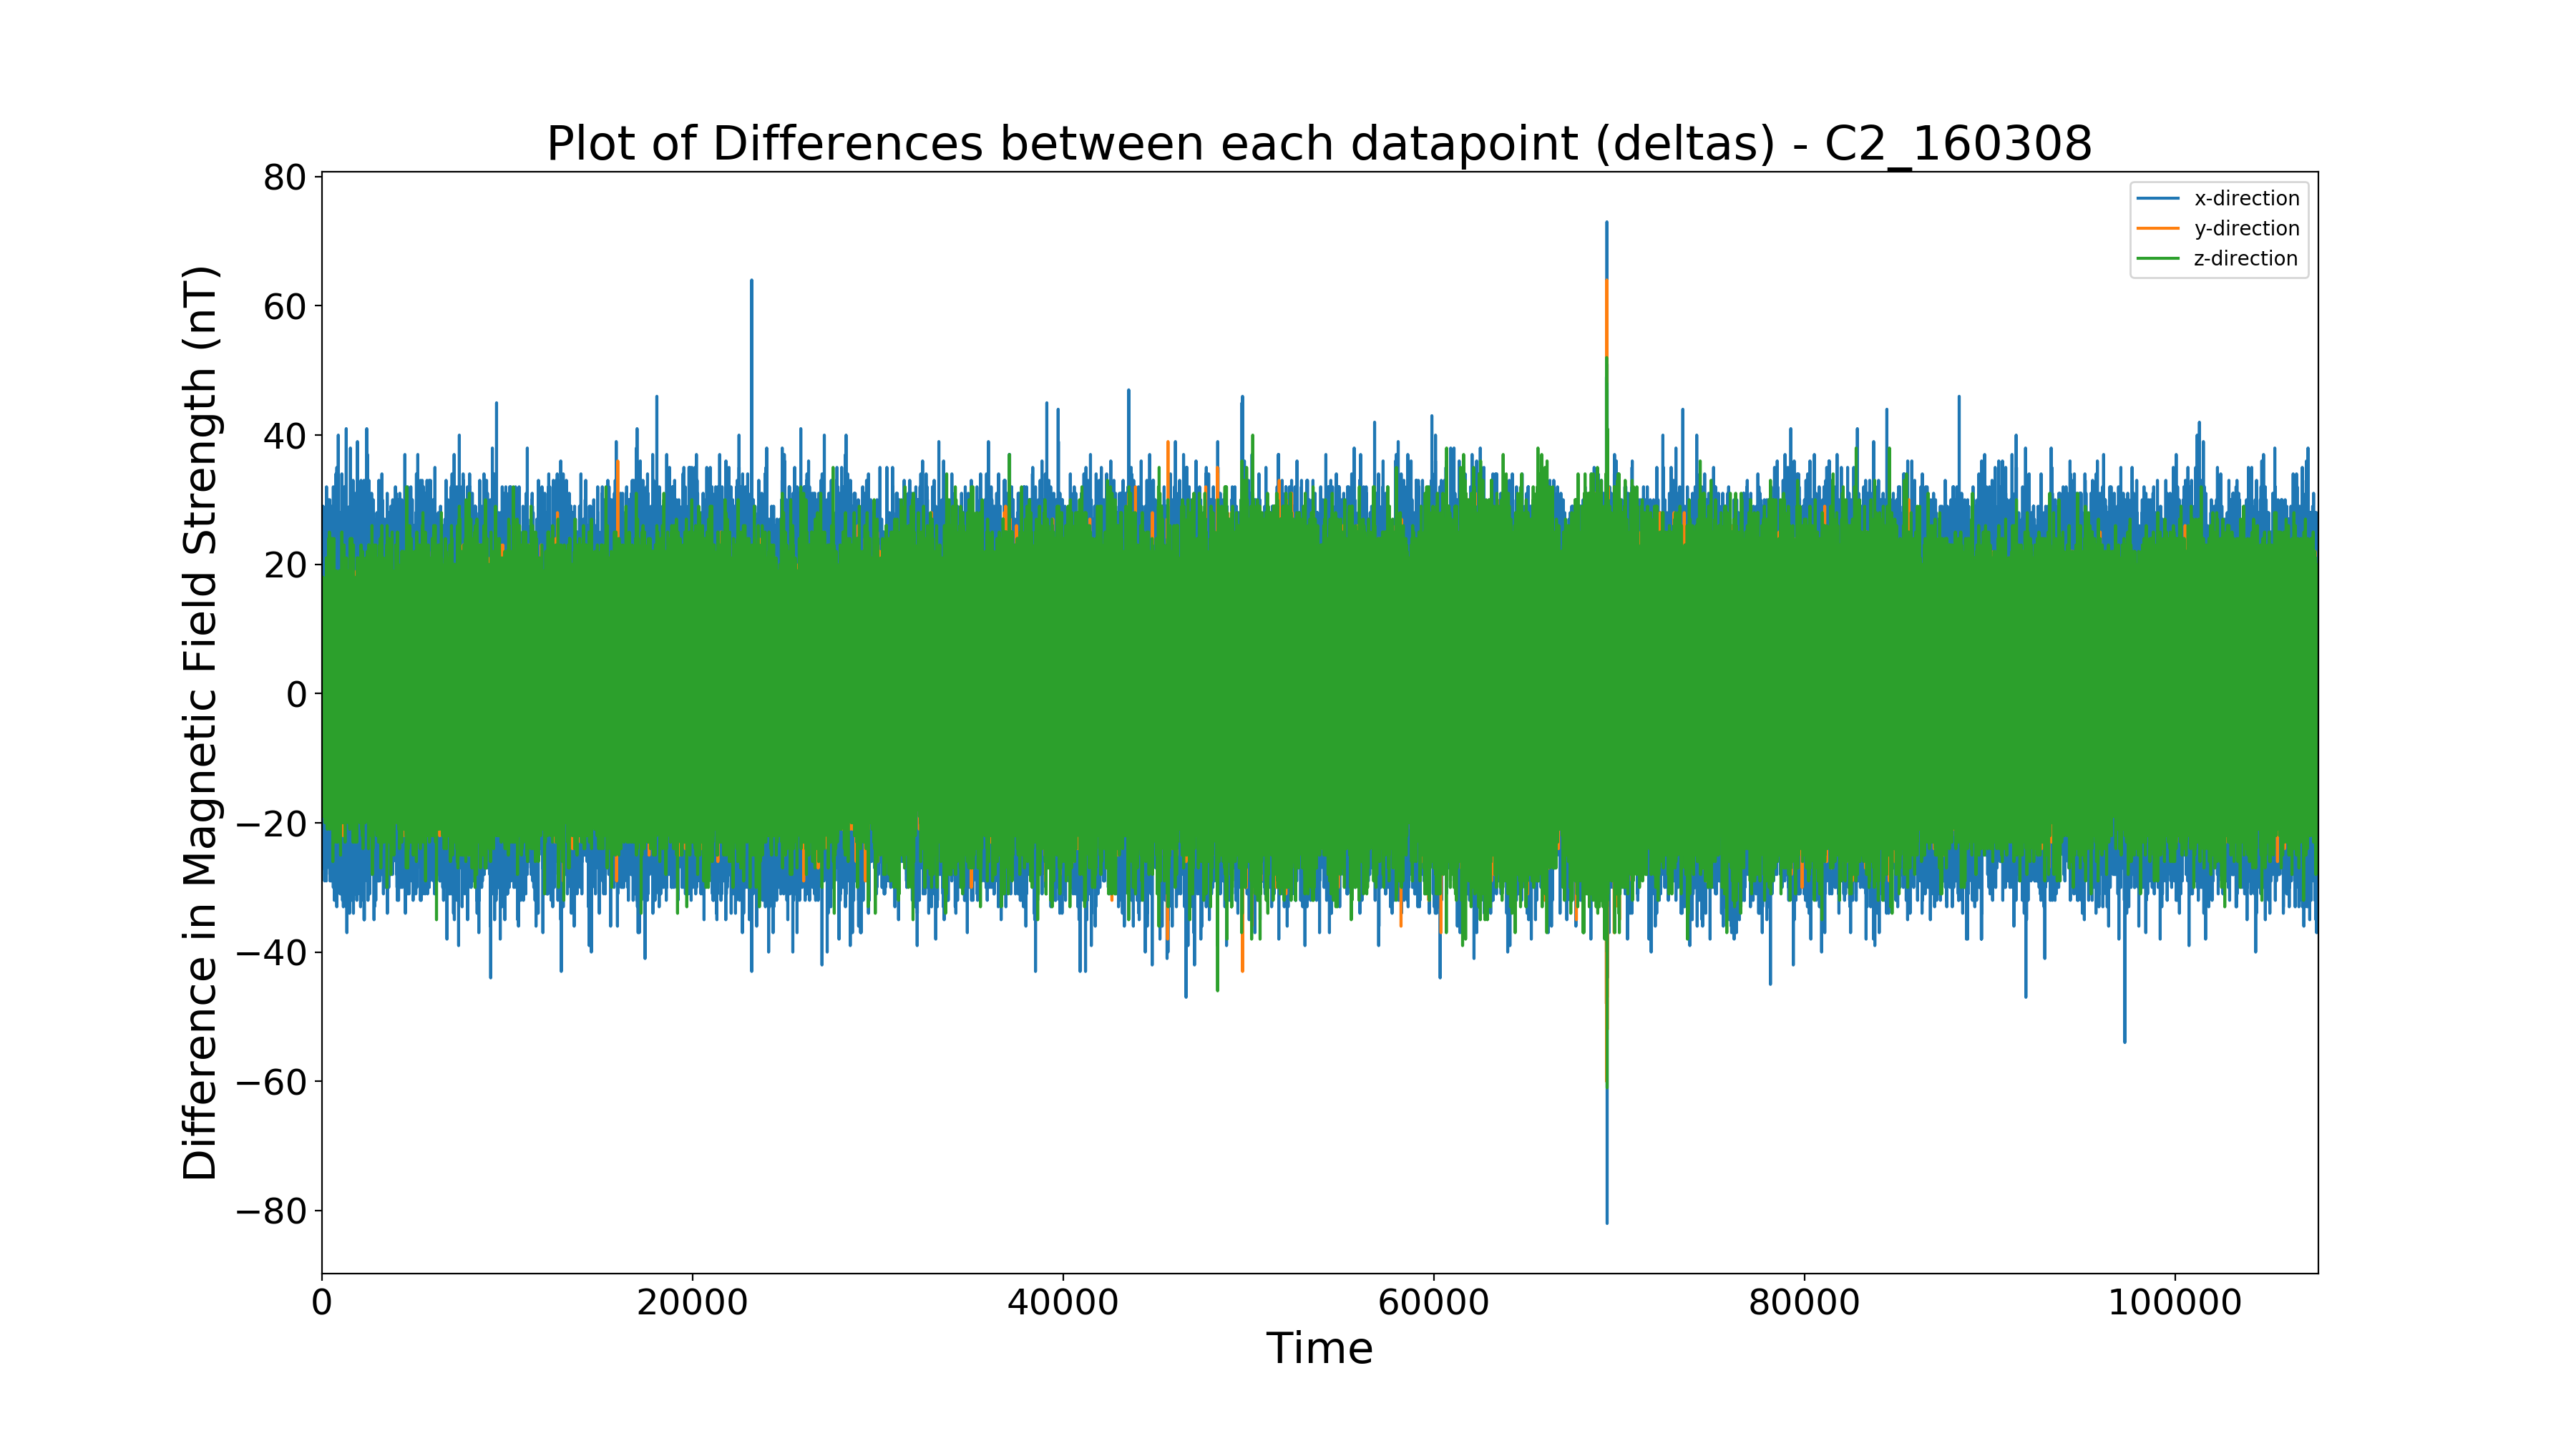 Plot of Differences between each datapoint (deltas) - C2_160308
80
60
40
20
0
−20
−40
−60
−80
Difference in Magnetic Field Strength (nT)
x-direction
y-direction
z-direction
0 20000 40000 60000 80000 100000
Time